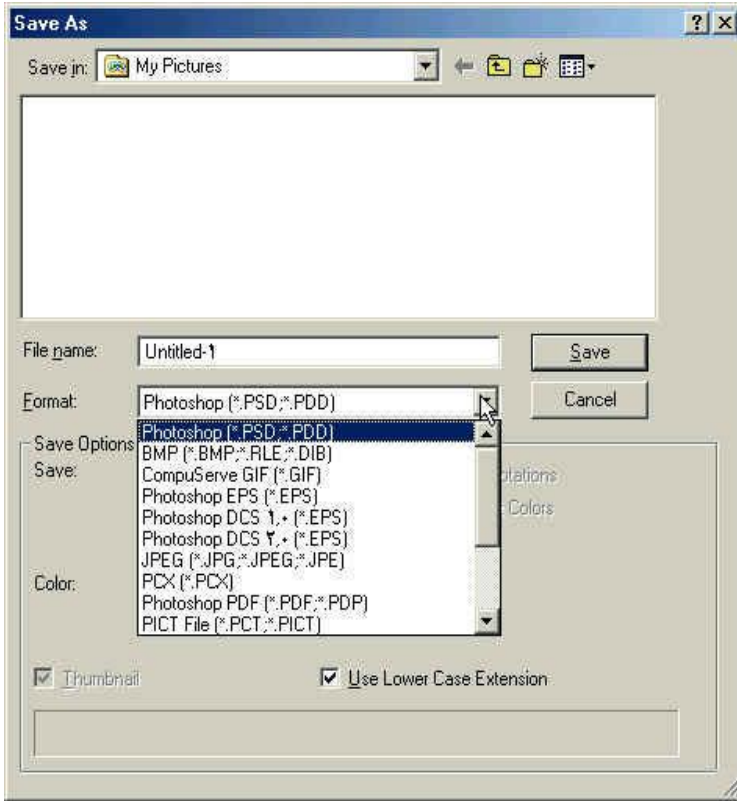 Save As
Save in: My Pictures
File name: Untitled-۱
Save
Format: Photoshop (*.PSD;*.PDD)
Cancel
Photoshop (*.PSD;*.PDD)
BMP (*.BMP;*.RLE;*.DIB)
CompuServe GIF (*.GIF)
Photoshop EPS (*.EPS)
Photoshop DCS ۱,۰ (*.EPS)
Photoshop DCS ۲,۰ (*.EPS)
JPEG (*.JPG;*.JPEG;*.JPE)
PCX (*.PCX)
Photoshop PDF (*.PDF;*.PDP)
PICT File (*.PCT;*.PICT)
Save Options
Save:
Colors
Color:
Thumbnail
Use Lower Case Extension